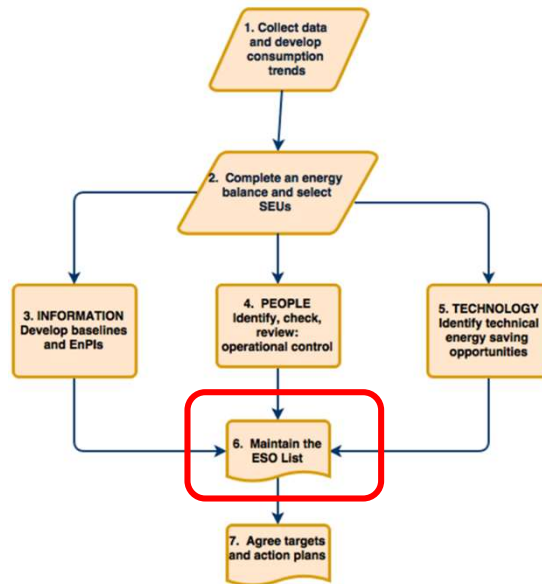 1. Collect data
and develop
consumption
trends
2. Complete an energy
balance and select
SEUs
3. INFORMATION
Develop baselines
and EnPIs
4. PEOPLE
Identify, check,
review:
operational control
5. TECHNOLOGY
Identify technical
energy saving
opportunities
6. Maintain the
ESO List
7. Agree targets
and action plans